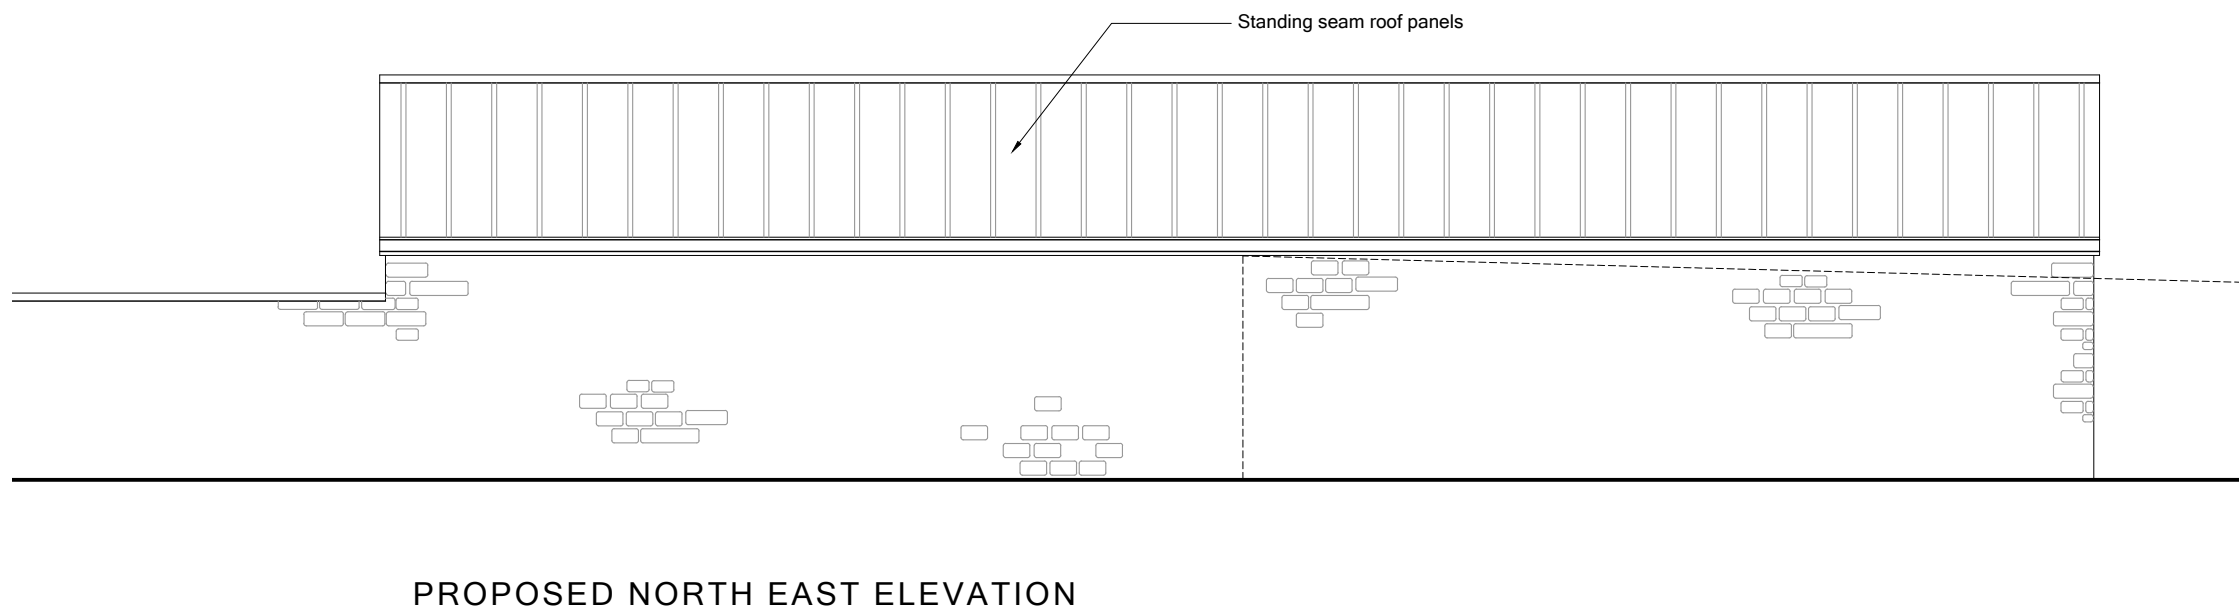 Standing seam roof panels
PROPOSED NORTH EAST ELEVATION